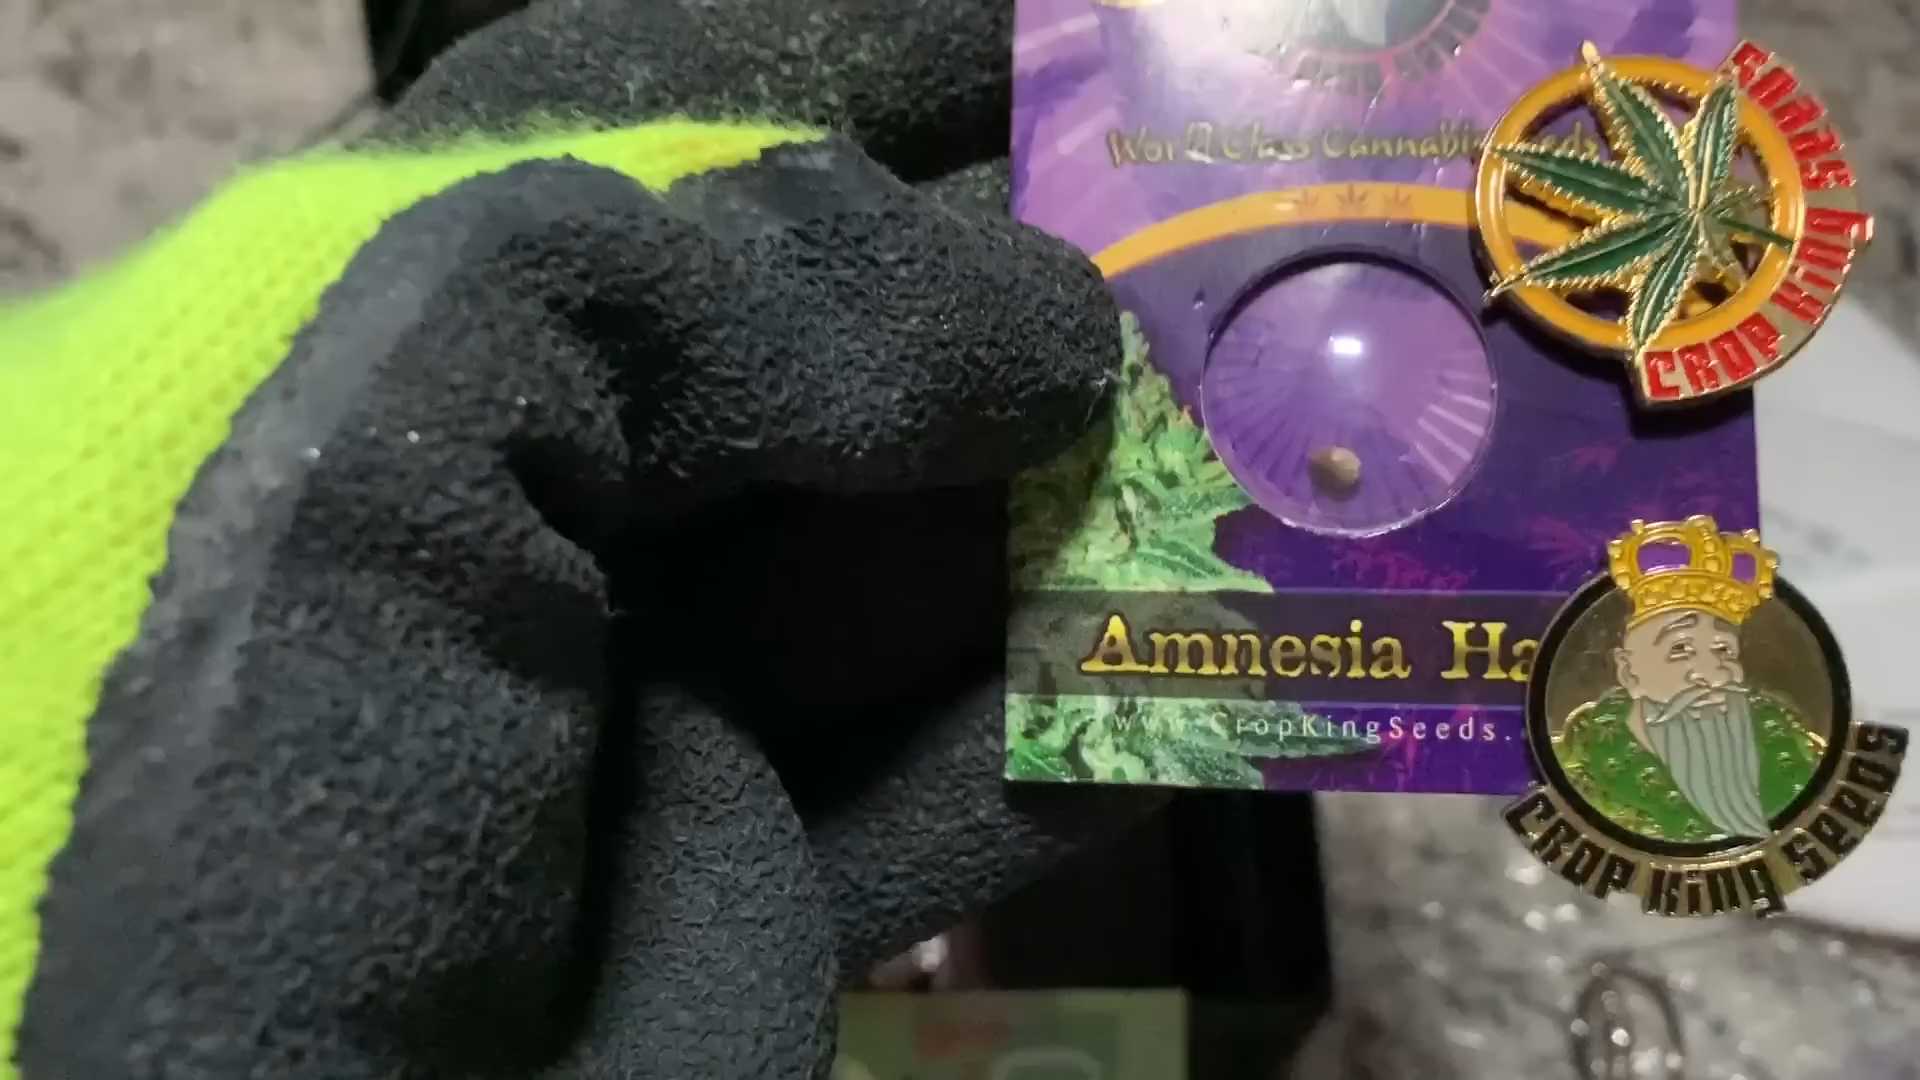 World Class Cannabis Seeds
CROP King Seeds
Amnesia Ha
www.CropKingSeeds.
CROP King Seeds